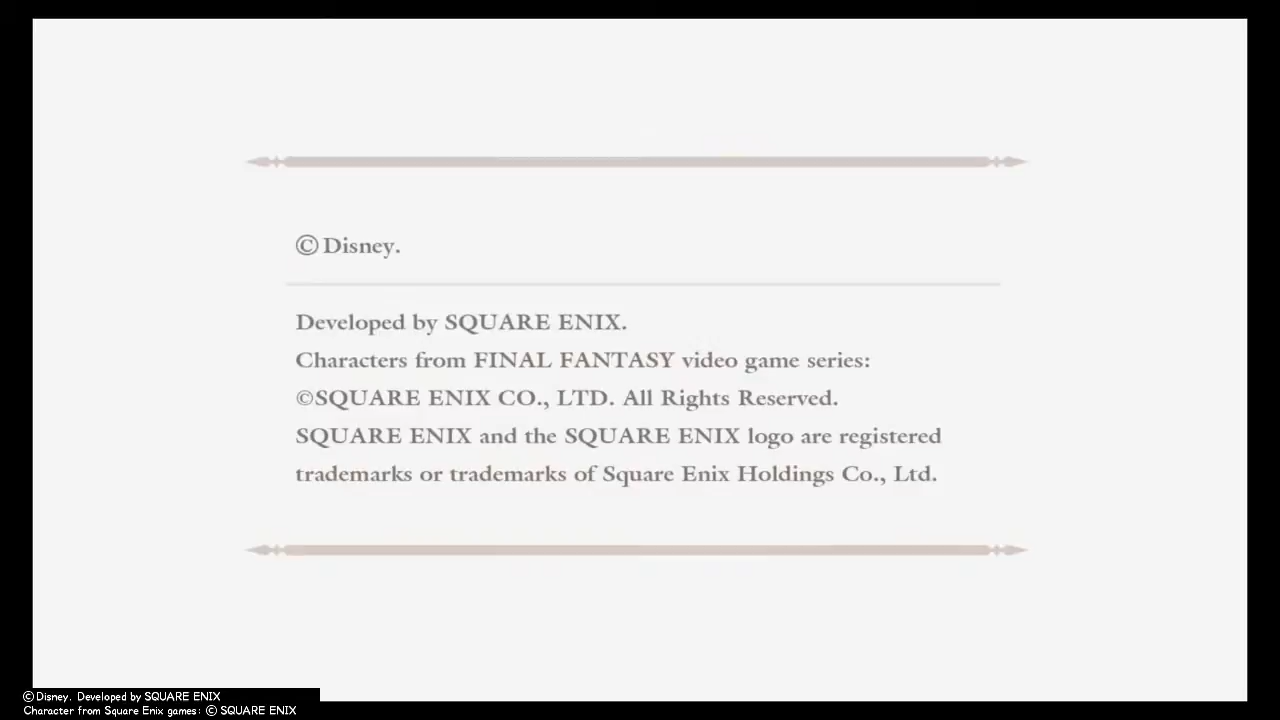 ©Disney.
Developed by SQUARE ENIX.
Characters from FINAL FANTASY video game series:
©SQUARE ENIX CO., LTD. All Rights Reserved.
SQUARE ENIX and the SQUARE ENIX logo are registered
trademarks or trademarks of Square Enix Holdings Co., Ltd.
©Disney. Developed by SQUARE ENIX
Character from Square Enix games: © SQUARE ENIX